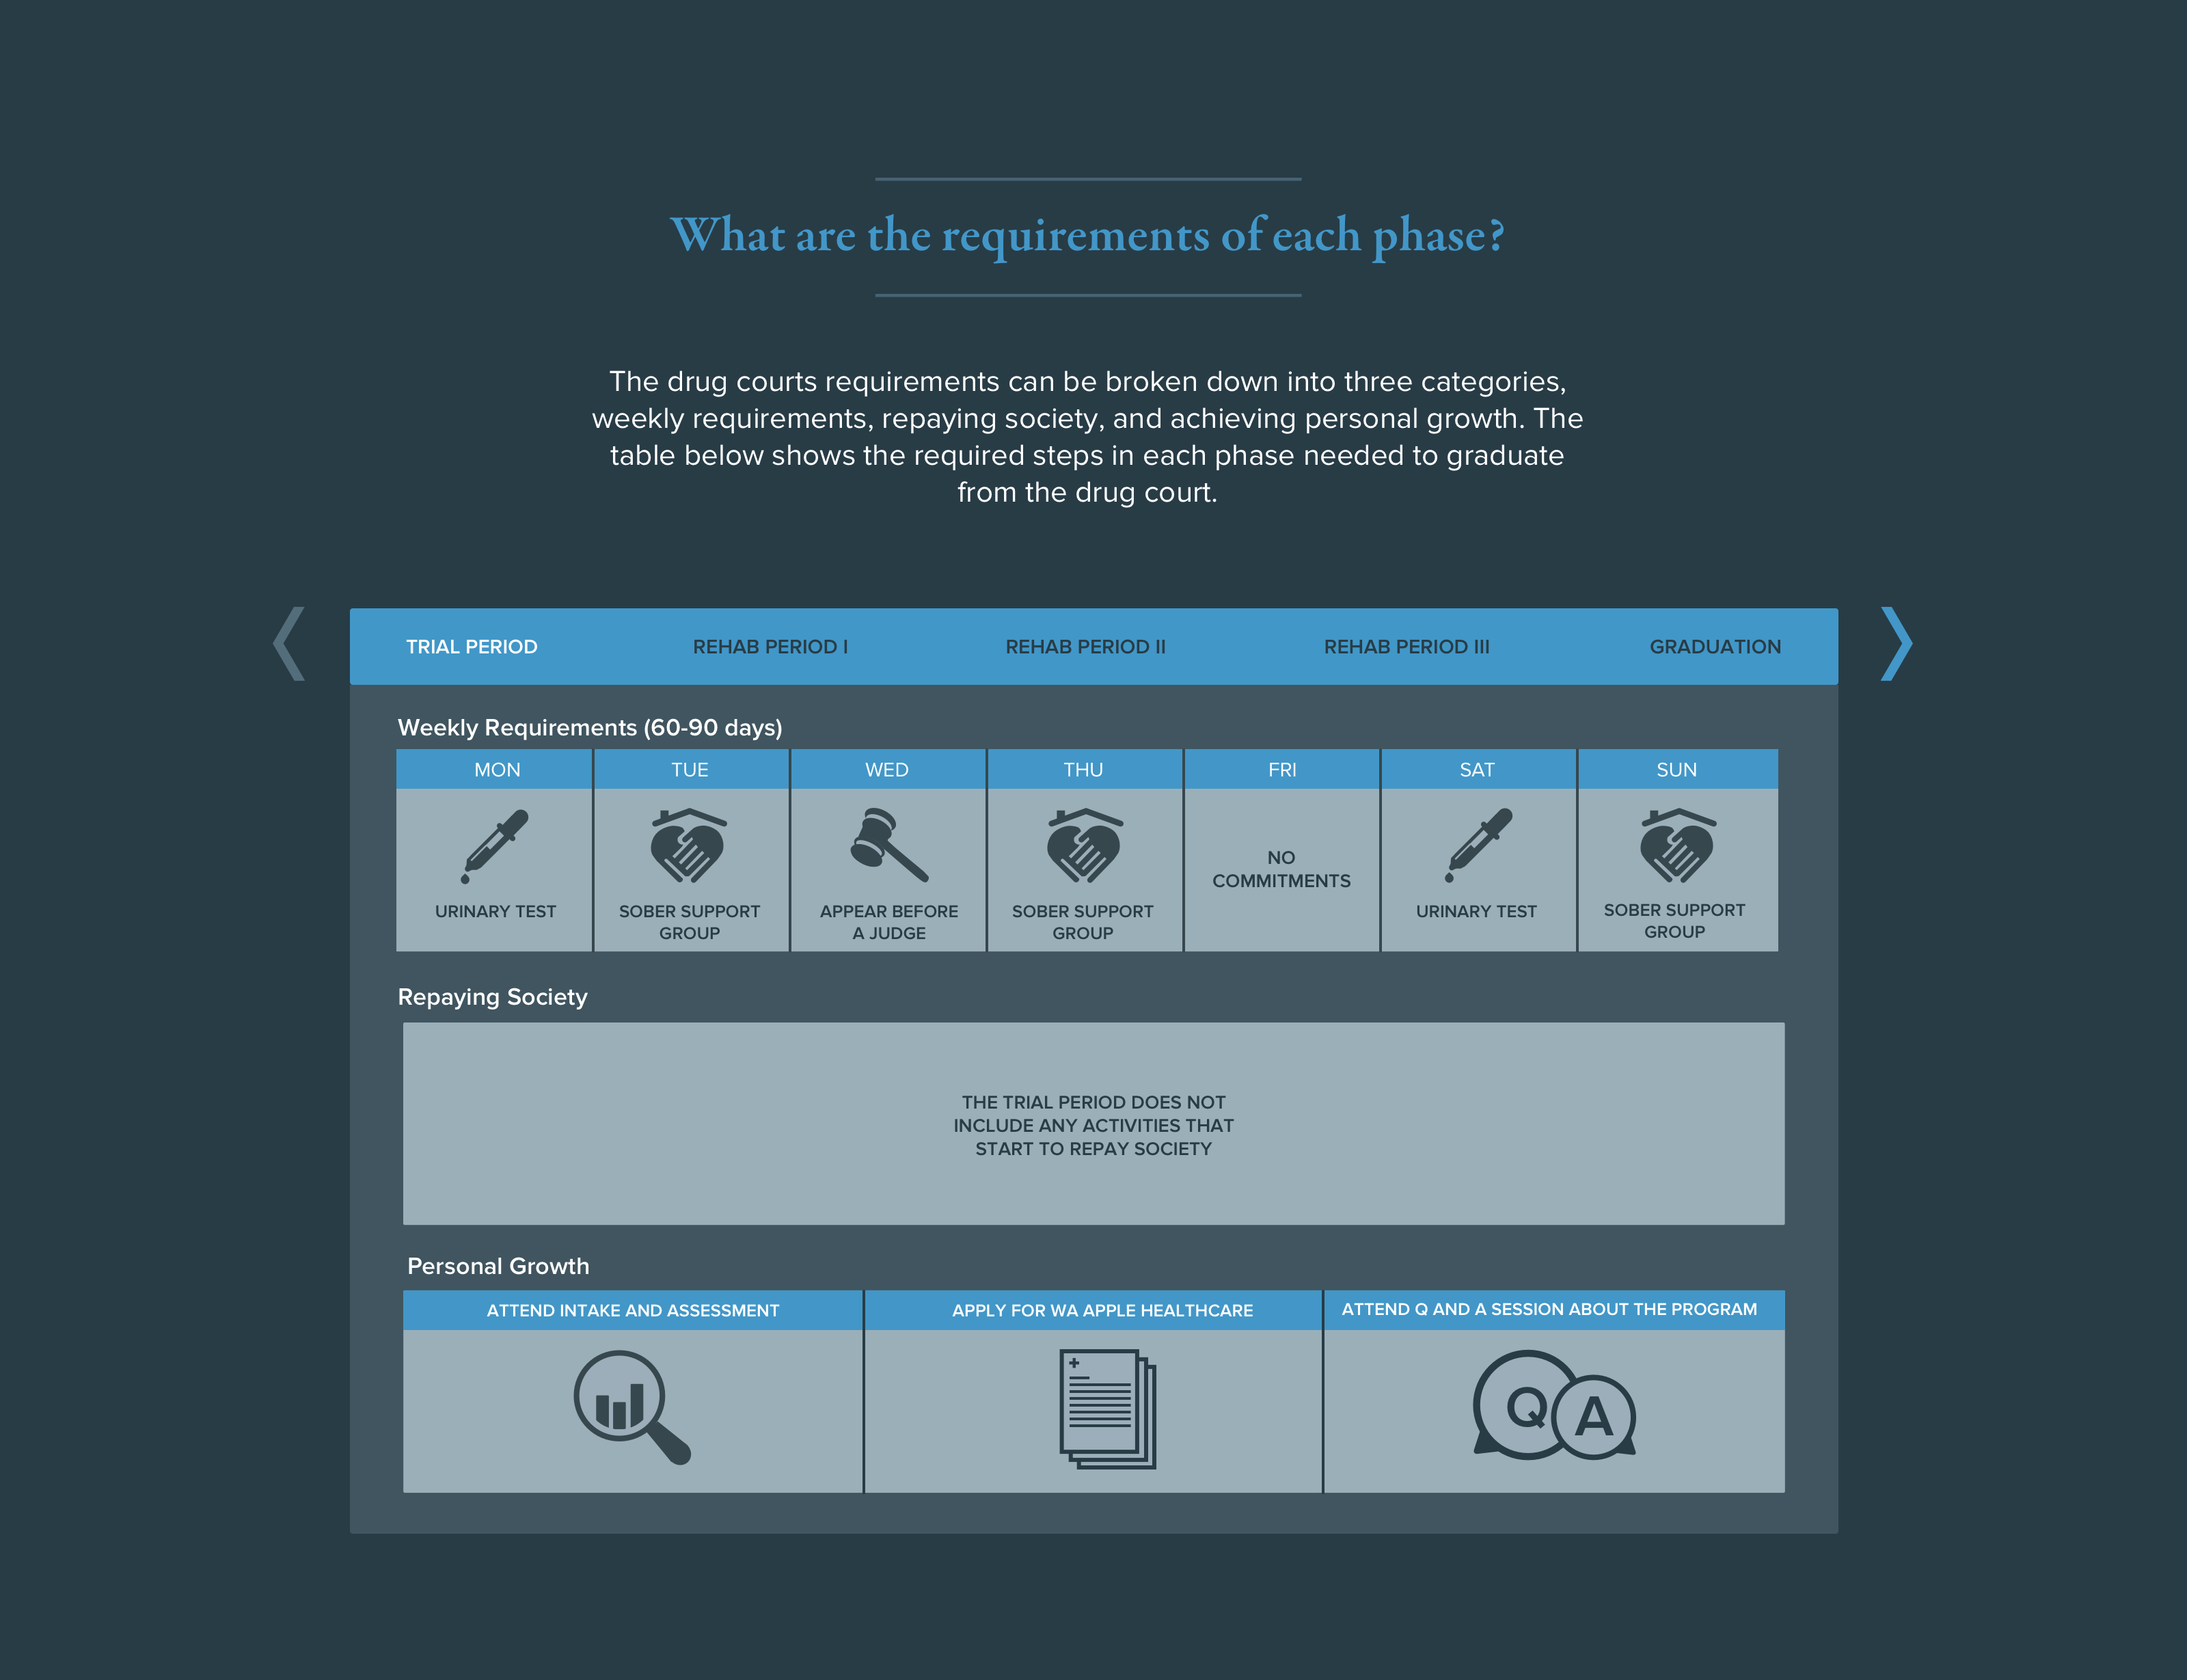 What are the requirements of each phase?
The drug courts requirements can be broken down into three categories,
weekly requirements, repaying society, and achieving personal growth. The
table below shows the required steps in each phase needed to graduate
from the drug court.
TRIAL PERIOD
REHAB PERIOD I
REHAB PERIOD II
REHAB PERIOD III
GRADUATION
Weekly Requirements (60-90 days)
MON
TUE
WED
THU
FRI
SAT
SUN
URINARY TEST
SOBER SUPPORT
GROUP
APPEAR BEFORE
A JUDGE
SOBER SUPPORT
GROUP
NO
COMMITMENTS
URINARY TEST
SOBER SUPPORT
GROUP
Repaying Society
THE TRIAL PERIOD DOES NOT
INCLUDE ANY ACTIVITIES THAT
START TO REPAY SOCIETY
Personal Growth
ATTEND INTAKE AND ASSESSMENT
APPLY FOR WA APPLE HEALTHCARE
ATTEND Q AND A SESSION ABOUT THE PROGRAM
Q
A